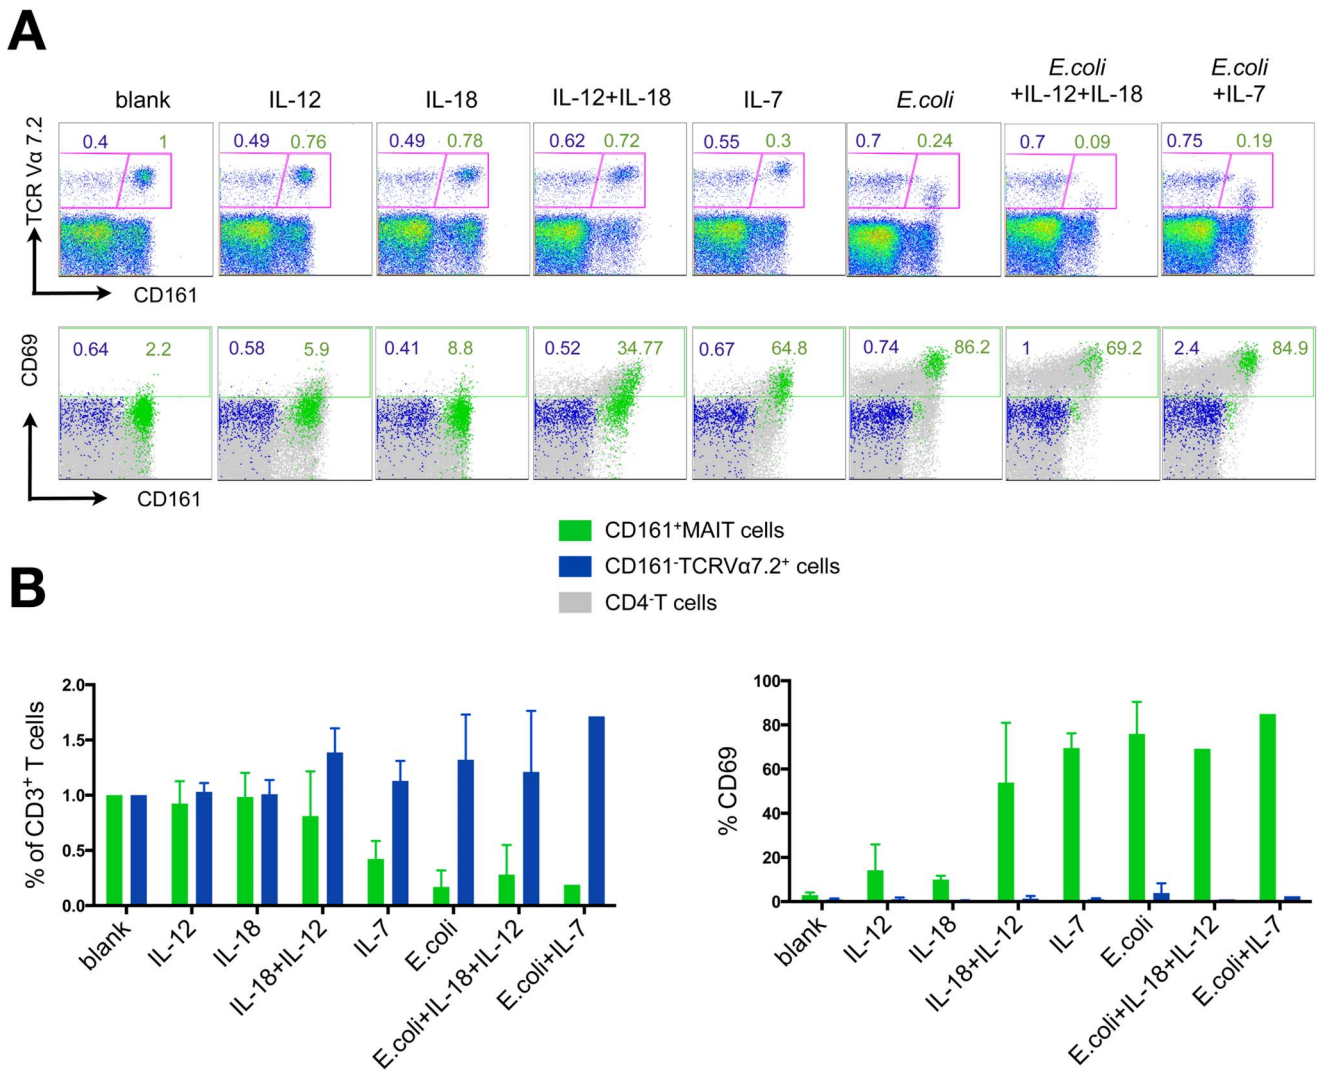 A
blank
IL-12
IL-18
IL-12+IL-18
IL-7
E.coli
E.coli
+IL-12+IL-18
E.coli
+IL-7
TCR Vα 7.2
0.4 1
0.49 0.76
0.49 0.78
0.62 0.72
0.55 0.3
0.7 0.24
0.7 0.09
0.75 0.19
CD161
CD69
0.64 2.2
0.58 5.9
0.41 8.8
0.52 34.77
0.67 64.8
0.74 86.2
1 69.2
2.4 84.9
CD161
CD161⁺MAIT cells
CD161⁻TCRVα7.2⁺ cells
CD4⁻T cells
B
% of CD3⁺ T cells
2.0
1.5
1.0
0.5
0.0
blank
IL-12
IL-18
IL-18+IL-12
IL-7
E.coli
E.coli+IL-18+IL-12
E.coli+IL-7
% CD69
100
80
60
40
20
0
blank
IL-12
IL-18
IL-18+IL-12
IL-7
E.coli
E.coli+IL-18+IL-12
E.coli+IL-7